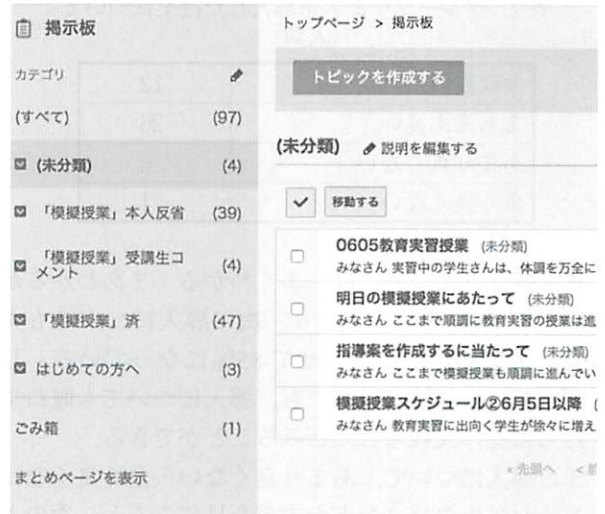 掲示板
カテゴリ
(すべて) (97)
(未分類) (4)
「模擬授業」本人反省 (39)
「模擬授業」受講生コ
メント (4)
「模擬授業」済 (47)
はじめての方へ (3)
ごみ箱 (1)
まとめページを表示
トップページ > 掲示板
トピックを作成する
(未分類) 説明を編集する
移動する
0605教育実習授業 (未分類)
みなさん 実習中の学生さんは、体調を万全に
明日の模擬授業にあたって (未分類)
みなさん ここまで順調に教育実習の授業は進
指導案を作成するに当たって (未分類)
みなさん ここまで模擬授業も順調に進んでい
模擬授業スケジュール②6月5日以降 (
みなさん 教育実習に出向く学生が徐々に増え
<先頭へ <前